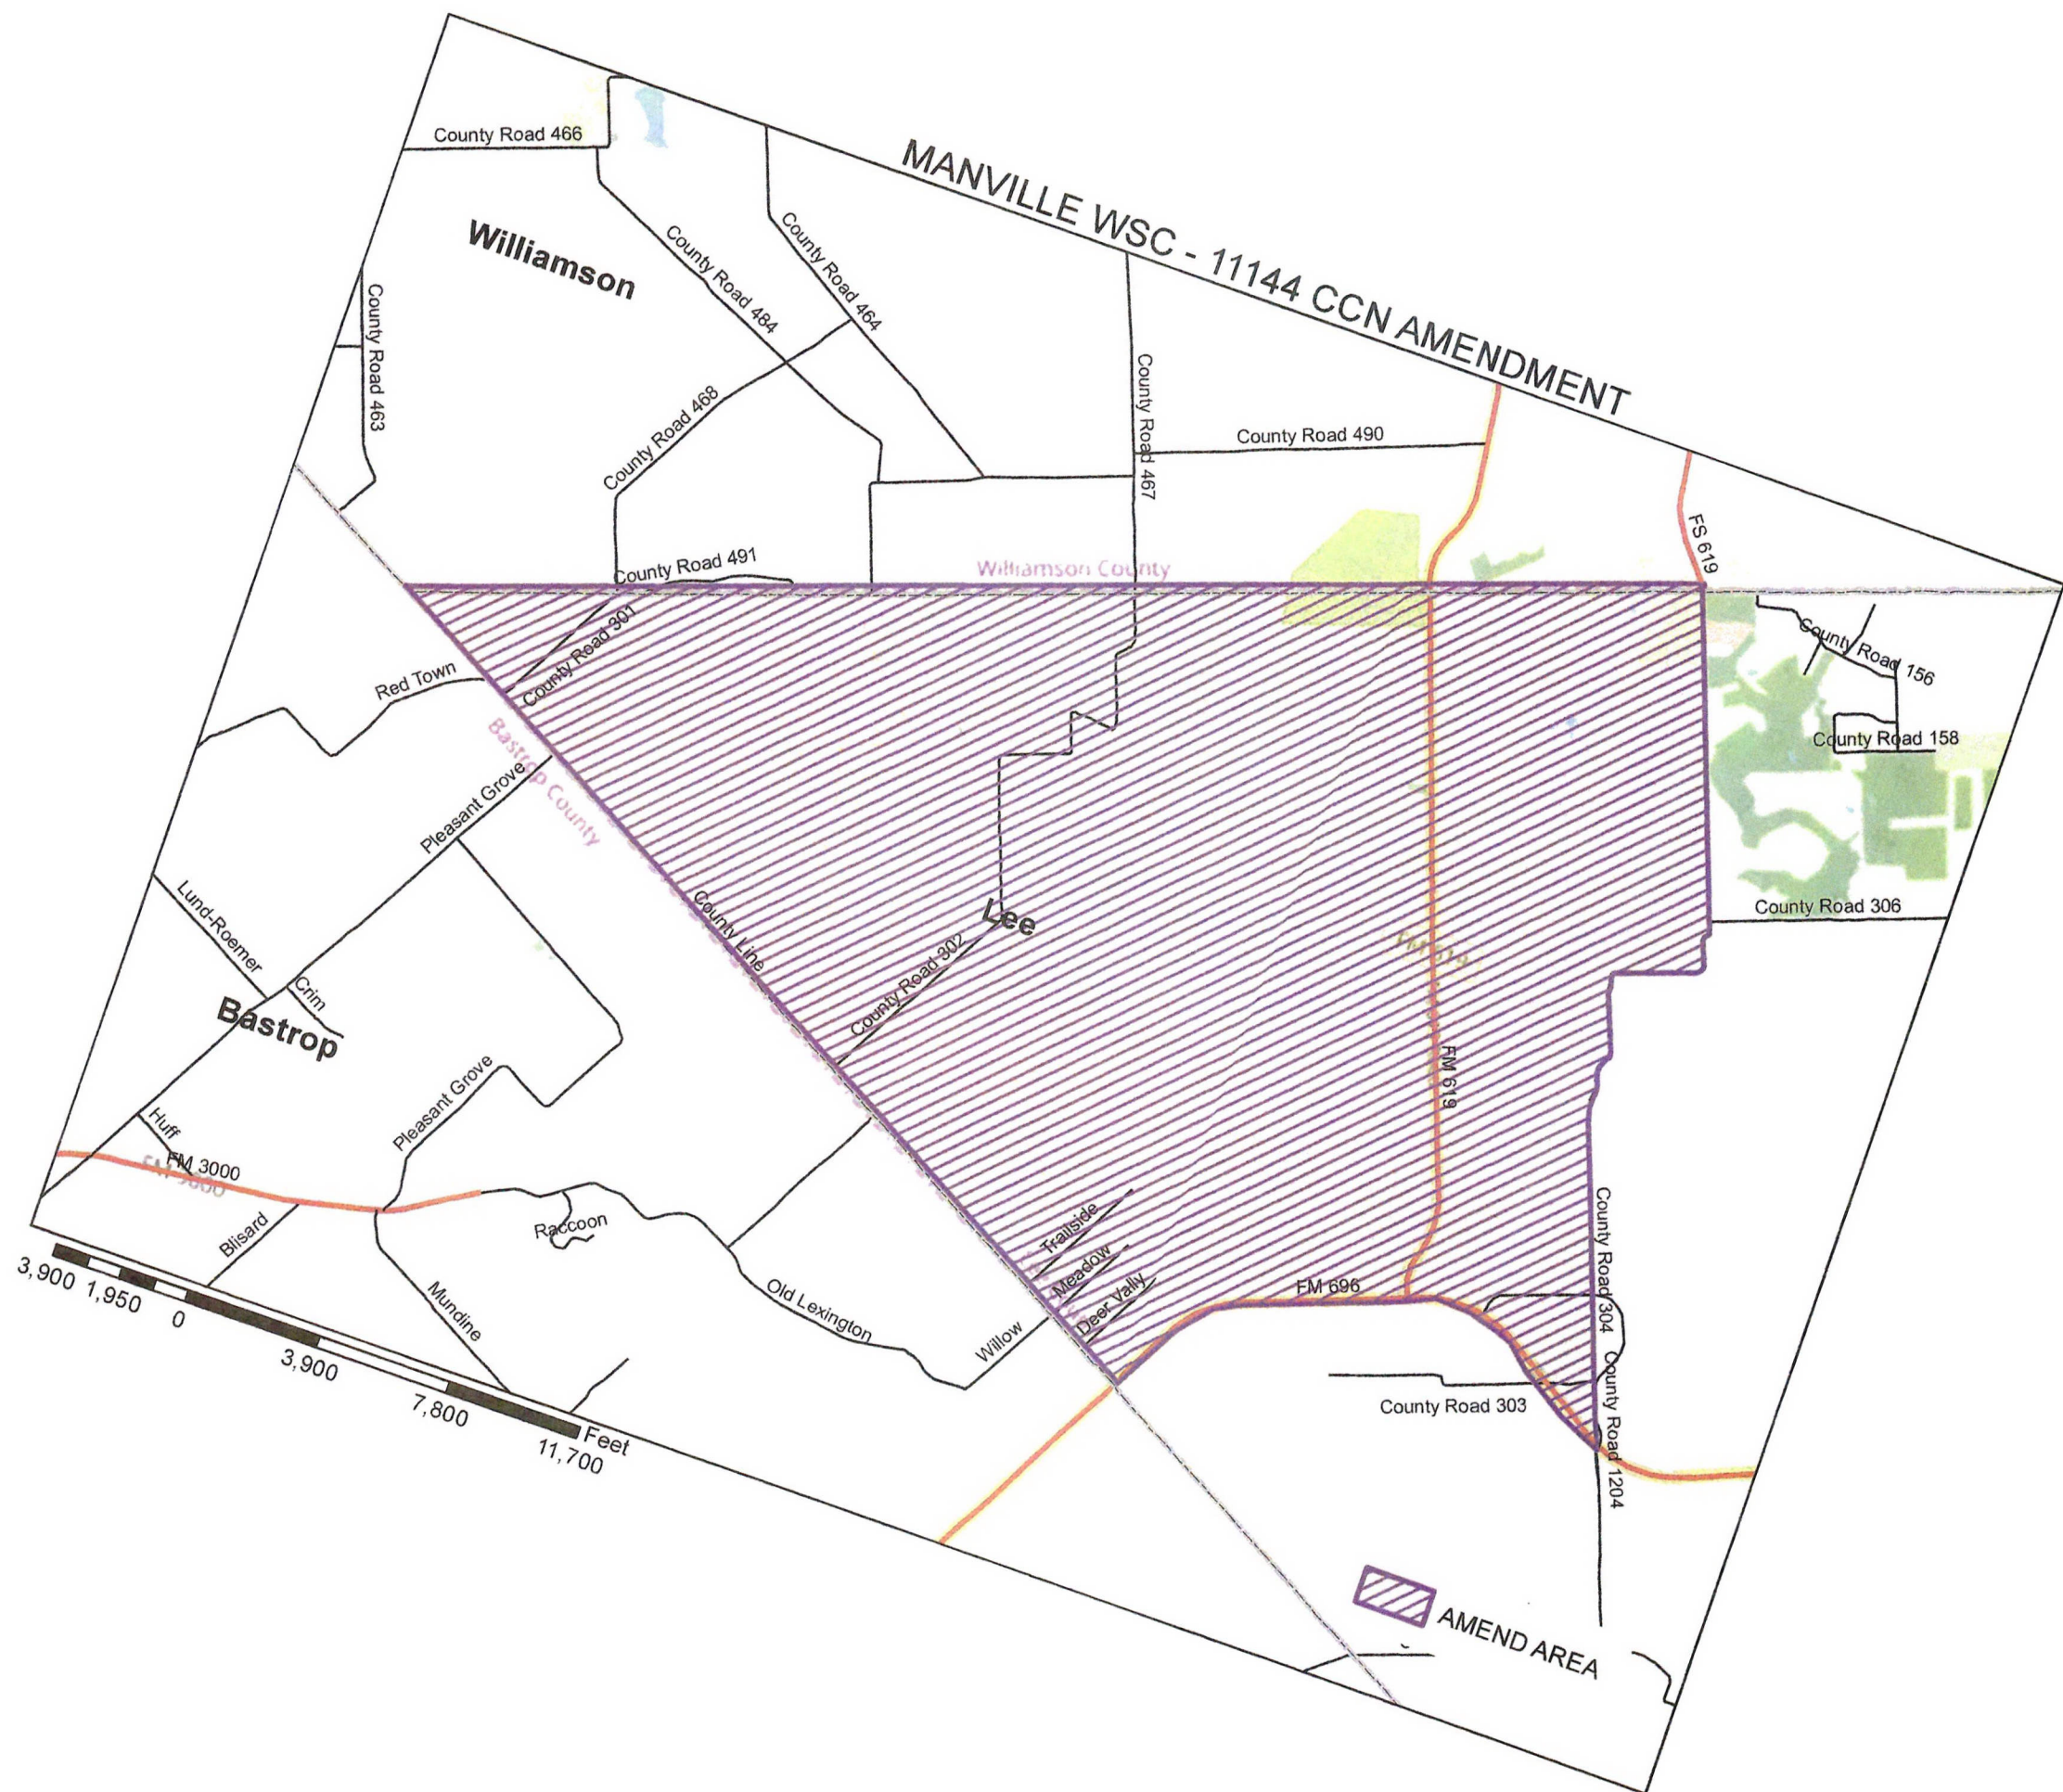 MANVILLE WSC - 11144 CCN AMENDMENT
County Road 466
Williamson
County Road 484
County Road 464
County Road 463
County Road 468
County Road 467
County Road 490
FS 619
County Road 491
Williamson County
County Road 301
Red Town
County Road 156
County Road 158
Bastrop County
Pleasant Grove
Lund-Roemer
Crim
Bastrop
County Line
Lee
County Road 302
County Road 306
FM 619
FM 619
Pleasant Grove
Huff
FM 3000
FM 3000
Blisard
Raccoon
Mundine
Old Lexington
Willow
Trailside
Meadow
Deer Vally
FM 696
County Road 304
County Road 303
County Road 1204
3,900 1,950 0 3,900 7,800 11,700
Feet
AMEND AREA